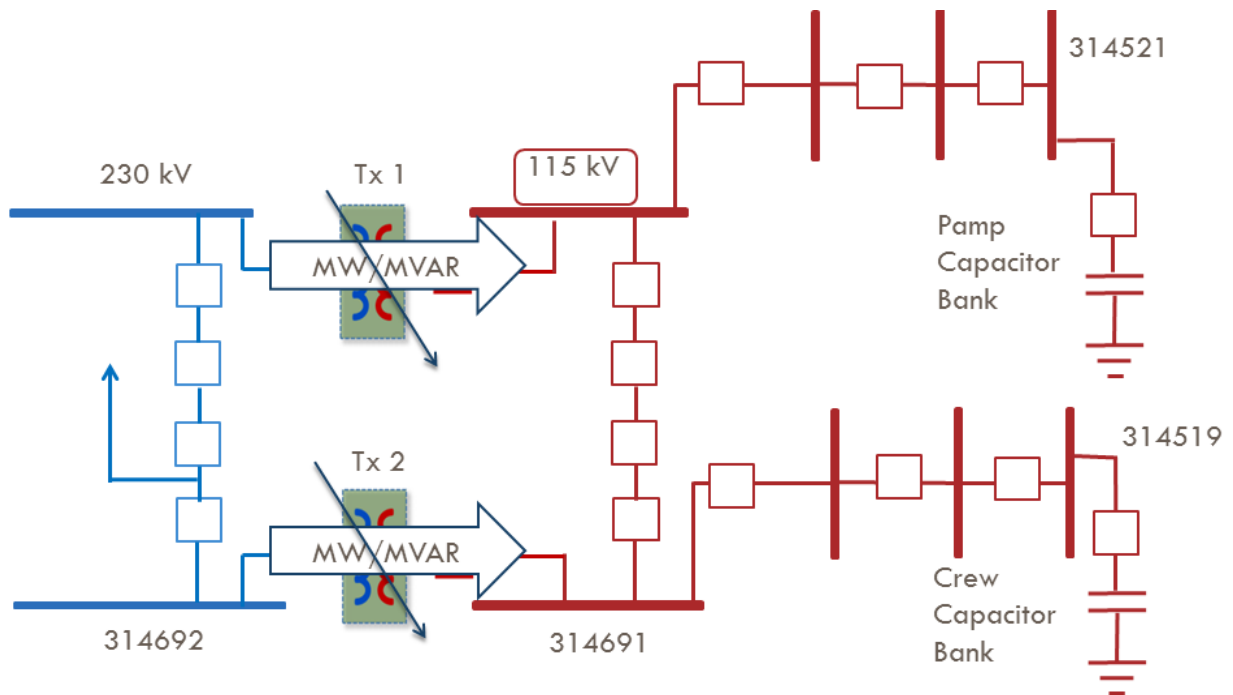 314521
230 kV
Tx 1
115 kV
MW/MVAR
Pamp
Capacitor
Bank
Tx 2
314519
MW/MVAR
Crew
Capacitor
Bank
314692
314691